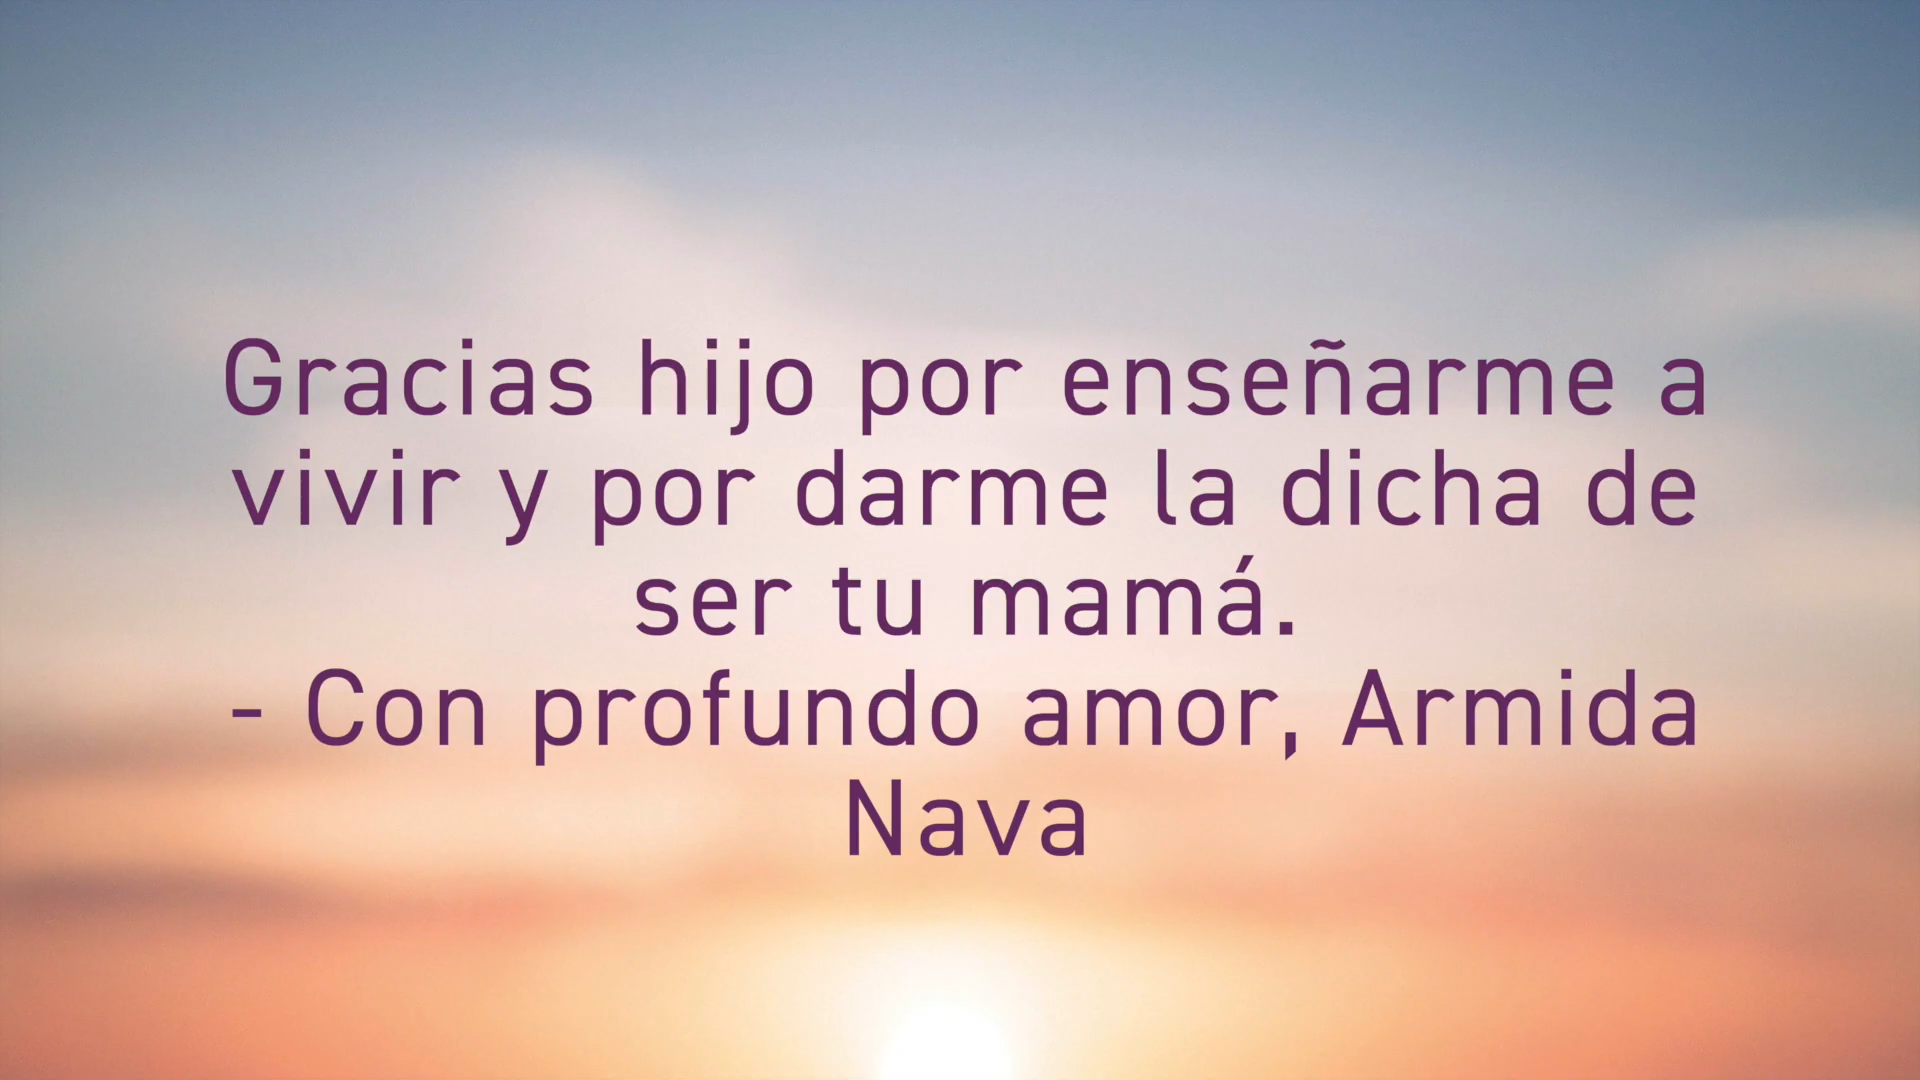 Gracias hijo por enseñarme a
vivir y por darme la dicha de
ser tu mamá.
- Con profundo amor, Armida
Nava